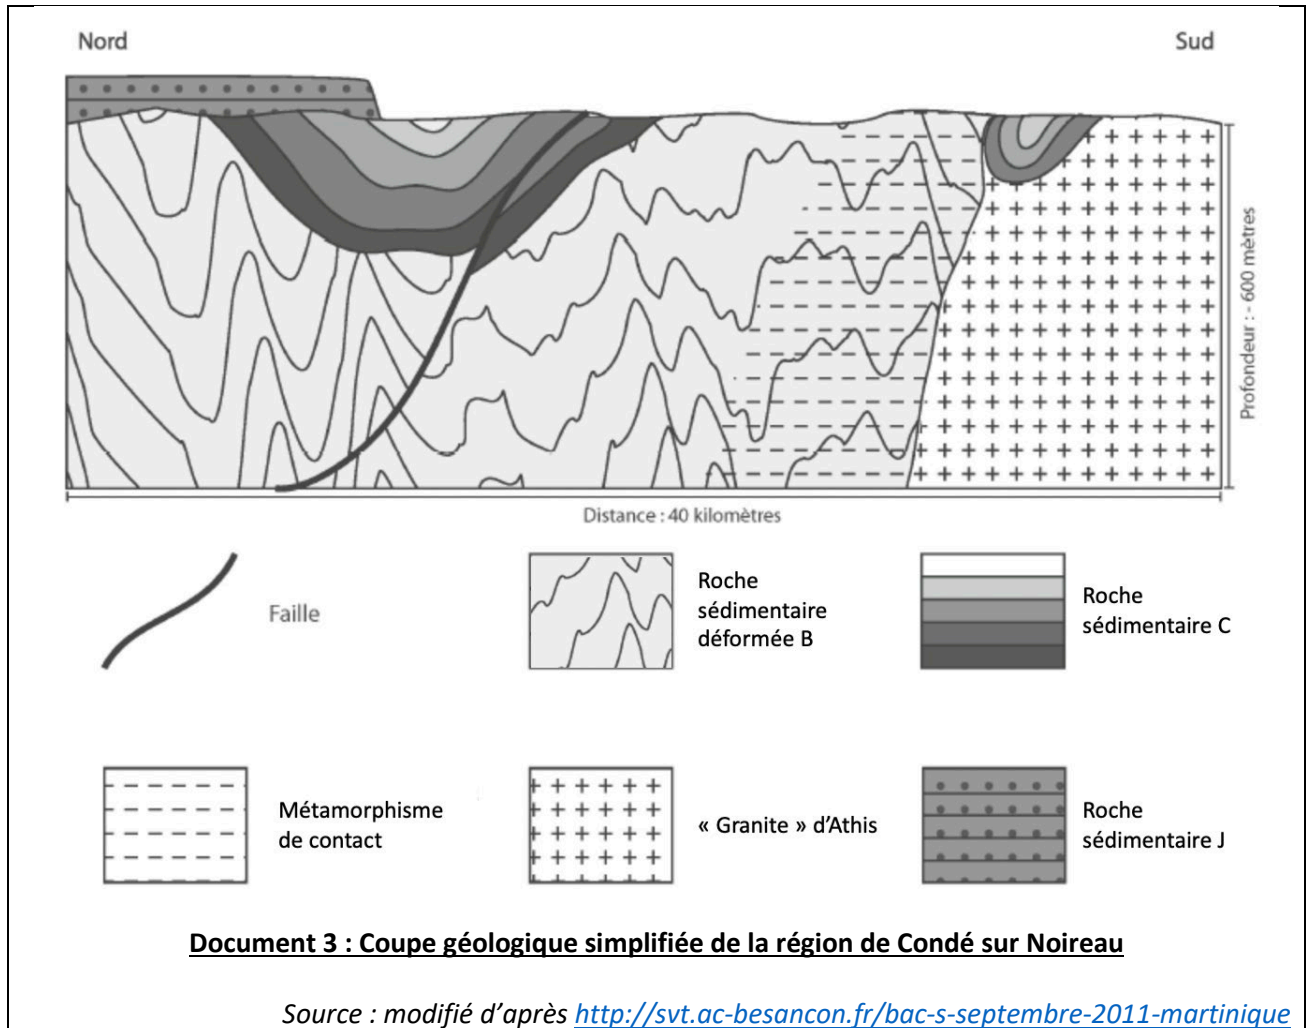 Nord
Sud
Profondeur : - 600 mètres
Distance : 40 kilomètres
Faille
Roche
sédimentaire
déformée B
Roche
sédimentaire C
Métamorphisme
de contact
« Granite » d’Athis
Roche
sédimentaire J
Document 3 : Coupe géologique simplifiée de la région de Condé sur Noireau
Source : modifié d’après http://svt.ac-besancon.fr/bac-s-septembre-2011-martinique